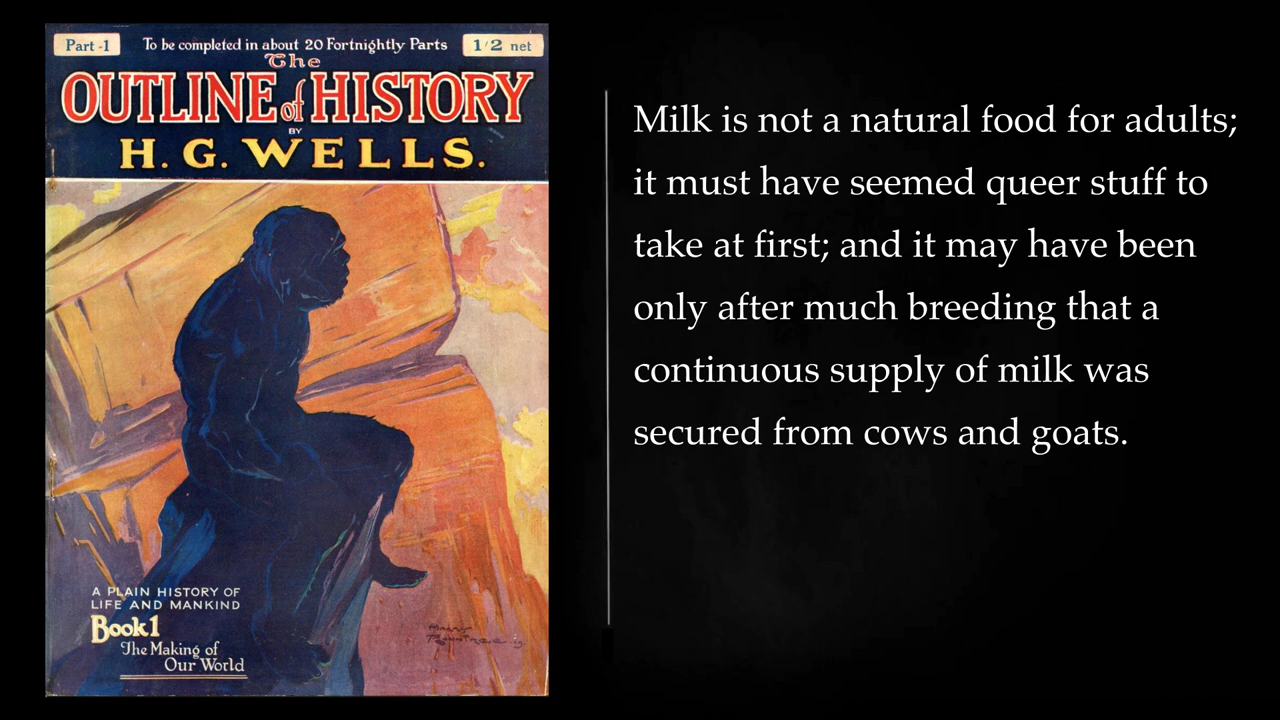 Part -1
To be completed in about 20 Fortnightly Parts
1/2 net
The
OUTLINE of HISTORY
BY
H. G. WELLS.
A PLAIN HISTORY OF
LIFE AND MANKIND
Book 1
The Making of
Our World
Milk is not a natural food for adults;
it must have seemed queer stuff to
take at first; and it may have been
only after much breeding that a
continuous supply of milk was
secured from cows and goats.